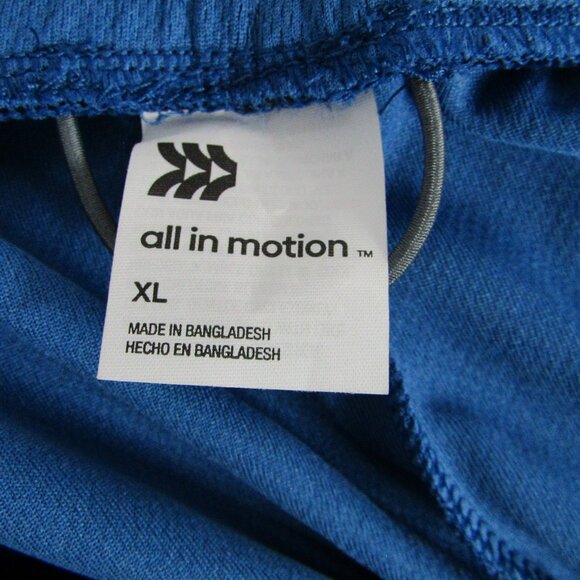 all in motion ™
XL
MADE IN BANGLADESH
HECHO EN BANGLADESH